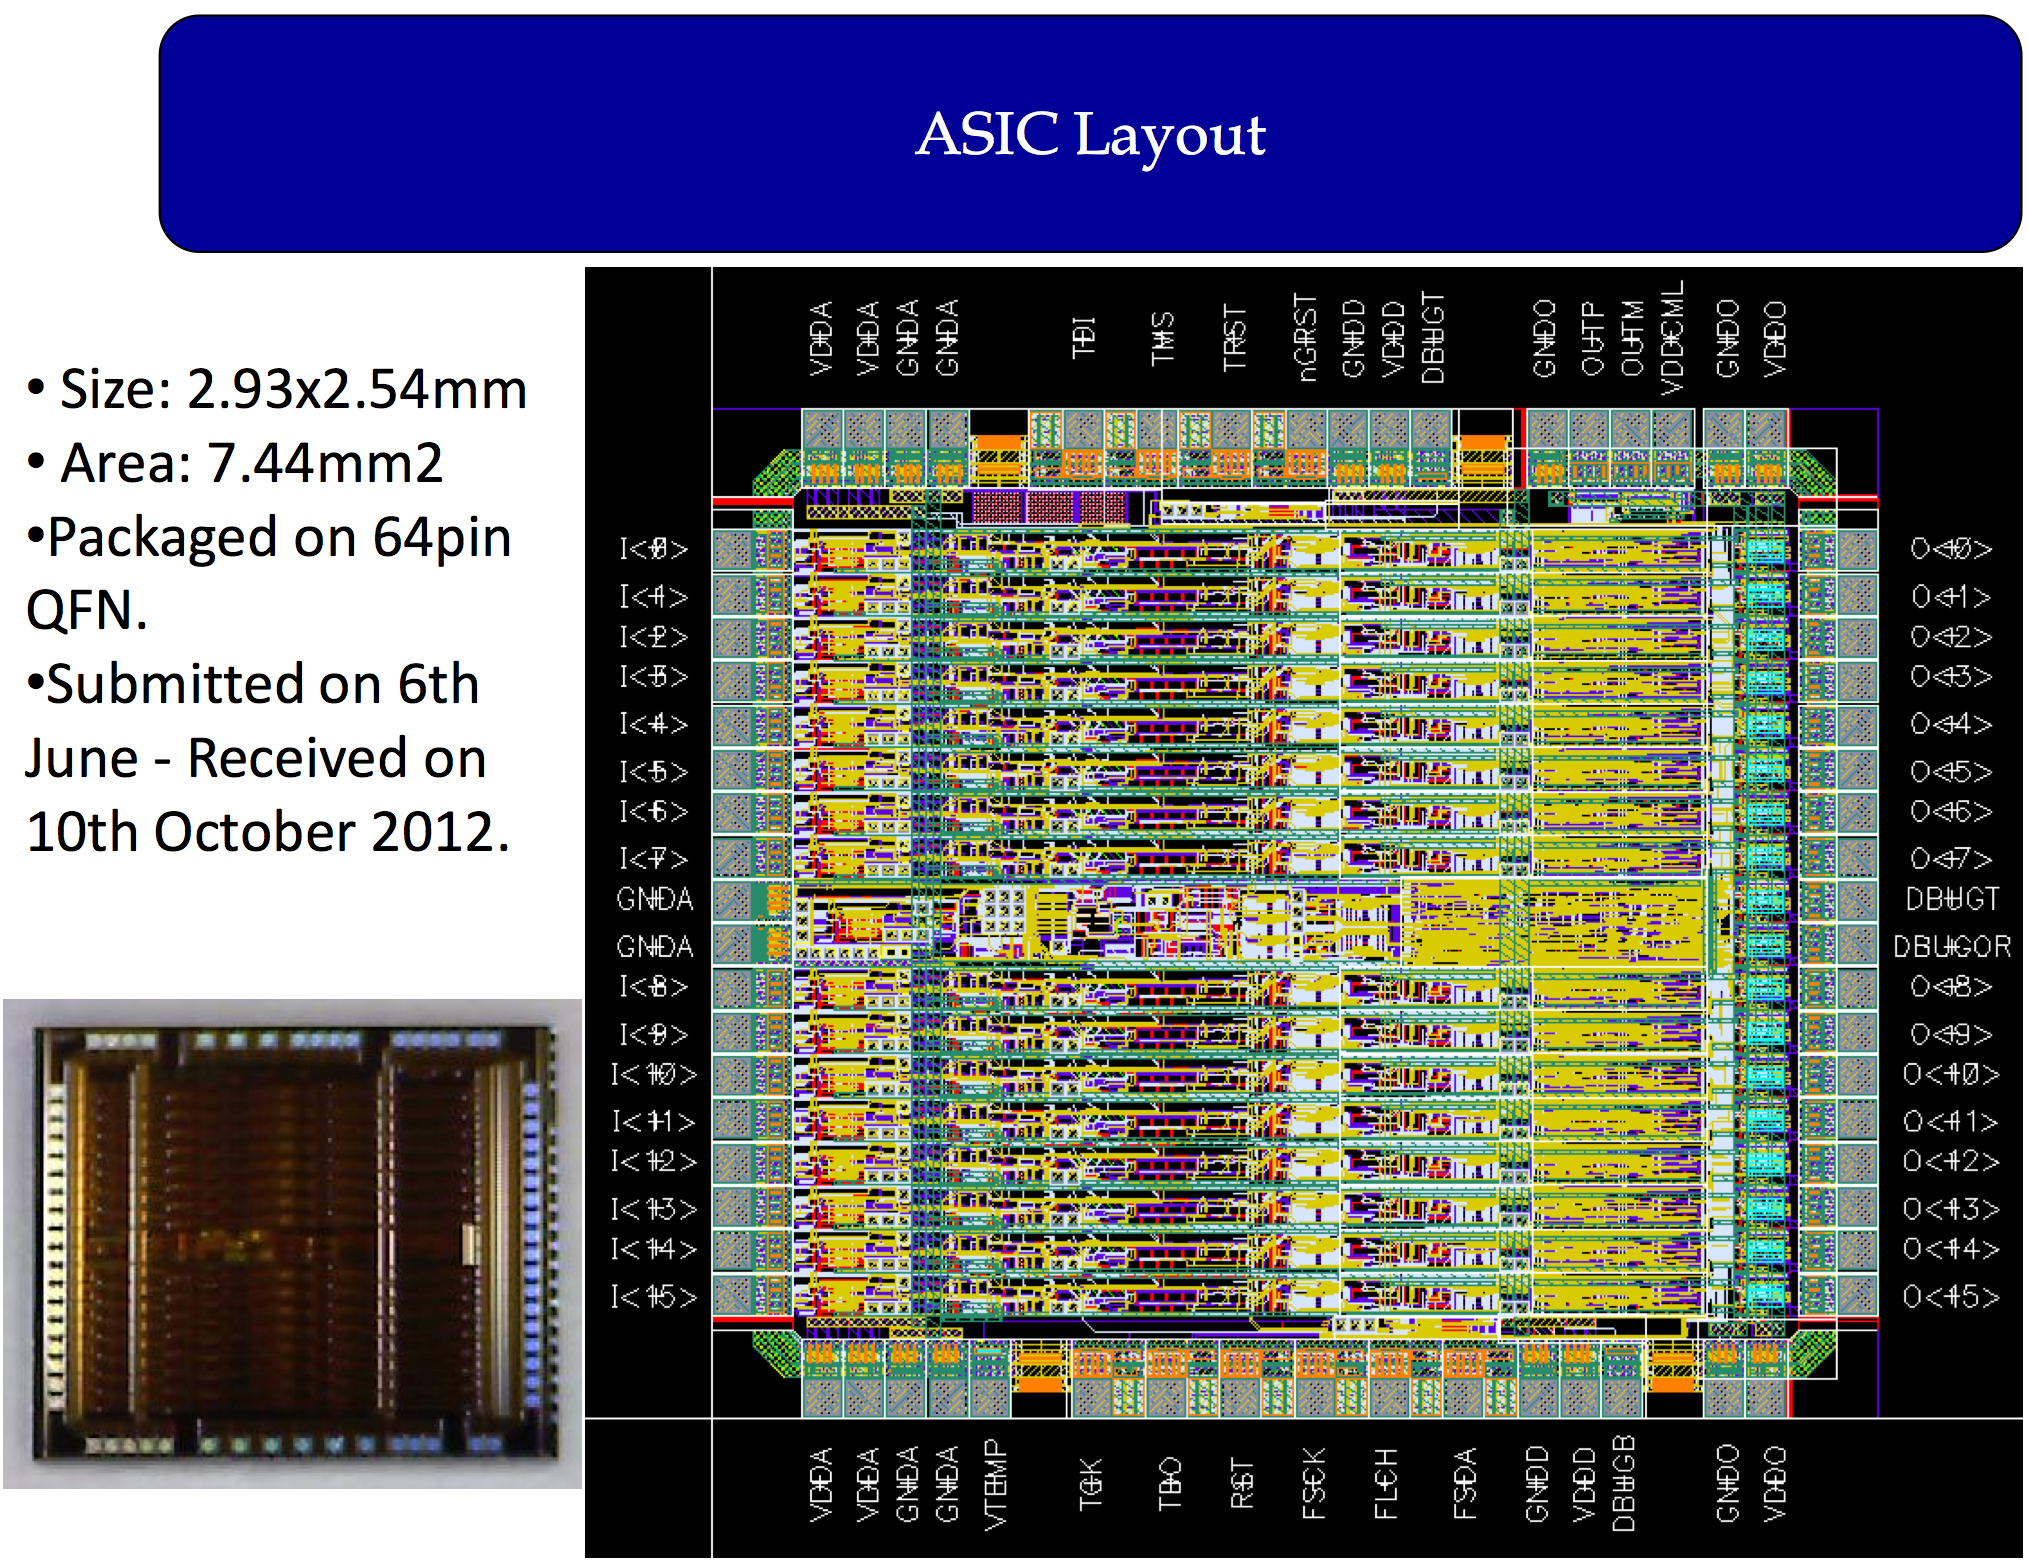 ASIC Layout
• Size: 2.93x2.54mm
• Area: 7.44mm2
•Packaged on 64pin
QFN.
•Submitted on 6th
June - Received on
10th October 2012.
VDDA
VDDA
GNDA
GNDA
TDI
TMS
TRST
nGRST
GNDD
VDDD
DBUGT
GNDO
OUTP
OUTM
VDDCML
GNDO
VDDO
I<0>
I<1>
I<2>
I<3>
I<4>
I<5>
I<6>
I<7>
GNDA
GNDA
I<8>
I<9>
I<10>
I<11>
I<12>
I<13>
I<14>
I<15>
O<0>
O<1>
O<2>
O<3>
O<4>
O<5>
O<6>
O<7>
DBUGT
DBUGOR
O<8>
O<9>
O<10>
O<11>
O<12>
O<13>
O<14>
O<15>
VDDA
VDDA
GNDA
GNDA
VTEMP
TCK
TDO
RST
FSCK
FLCH
FSDA
GNDD
VDDD
DBUGB
GNDO
VDDO